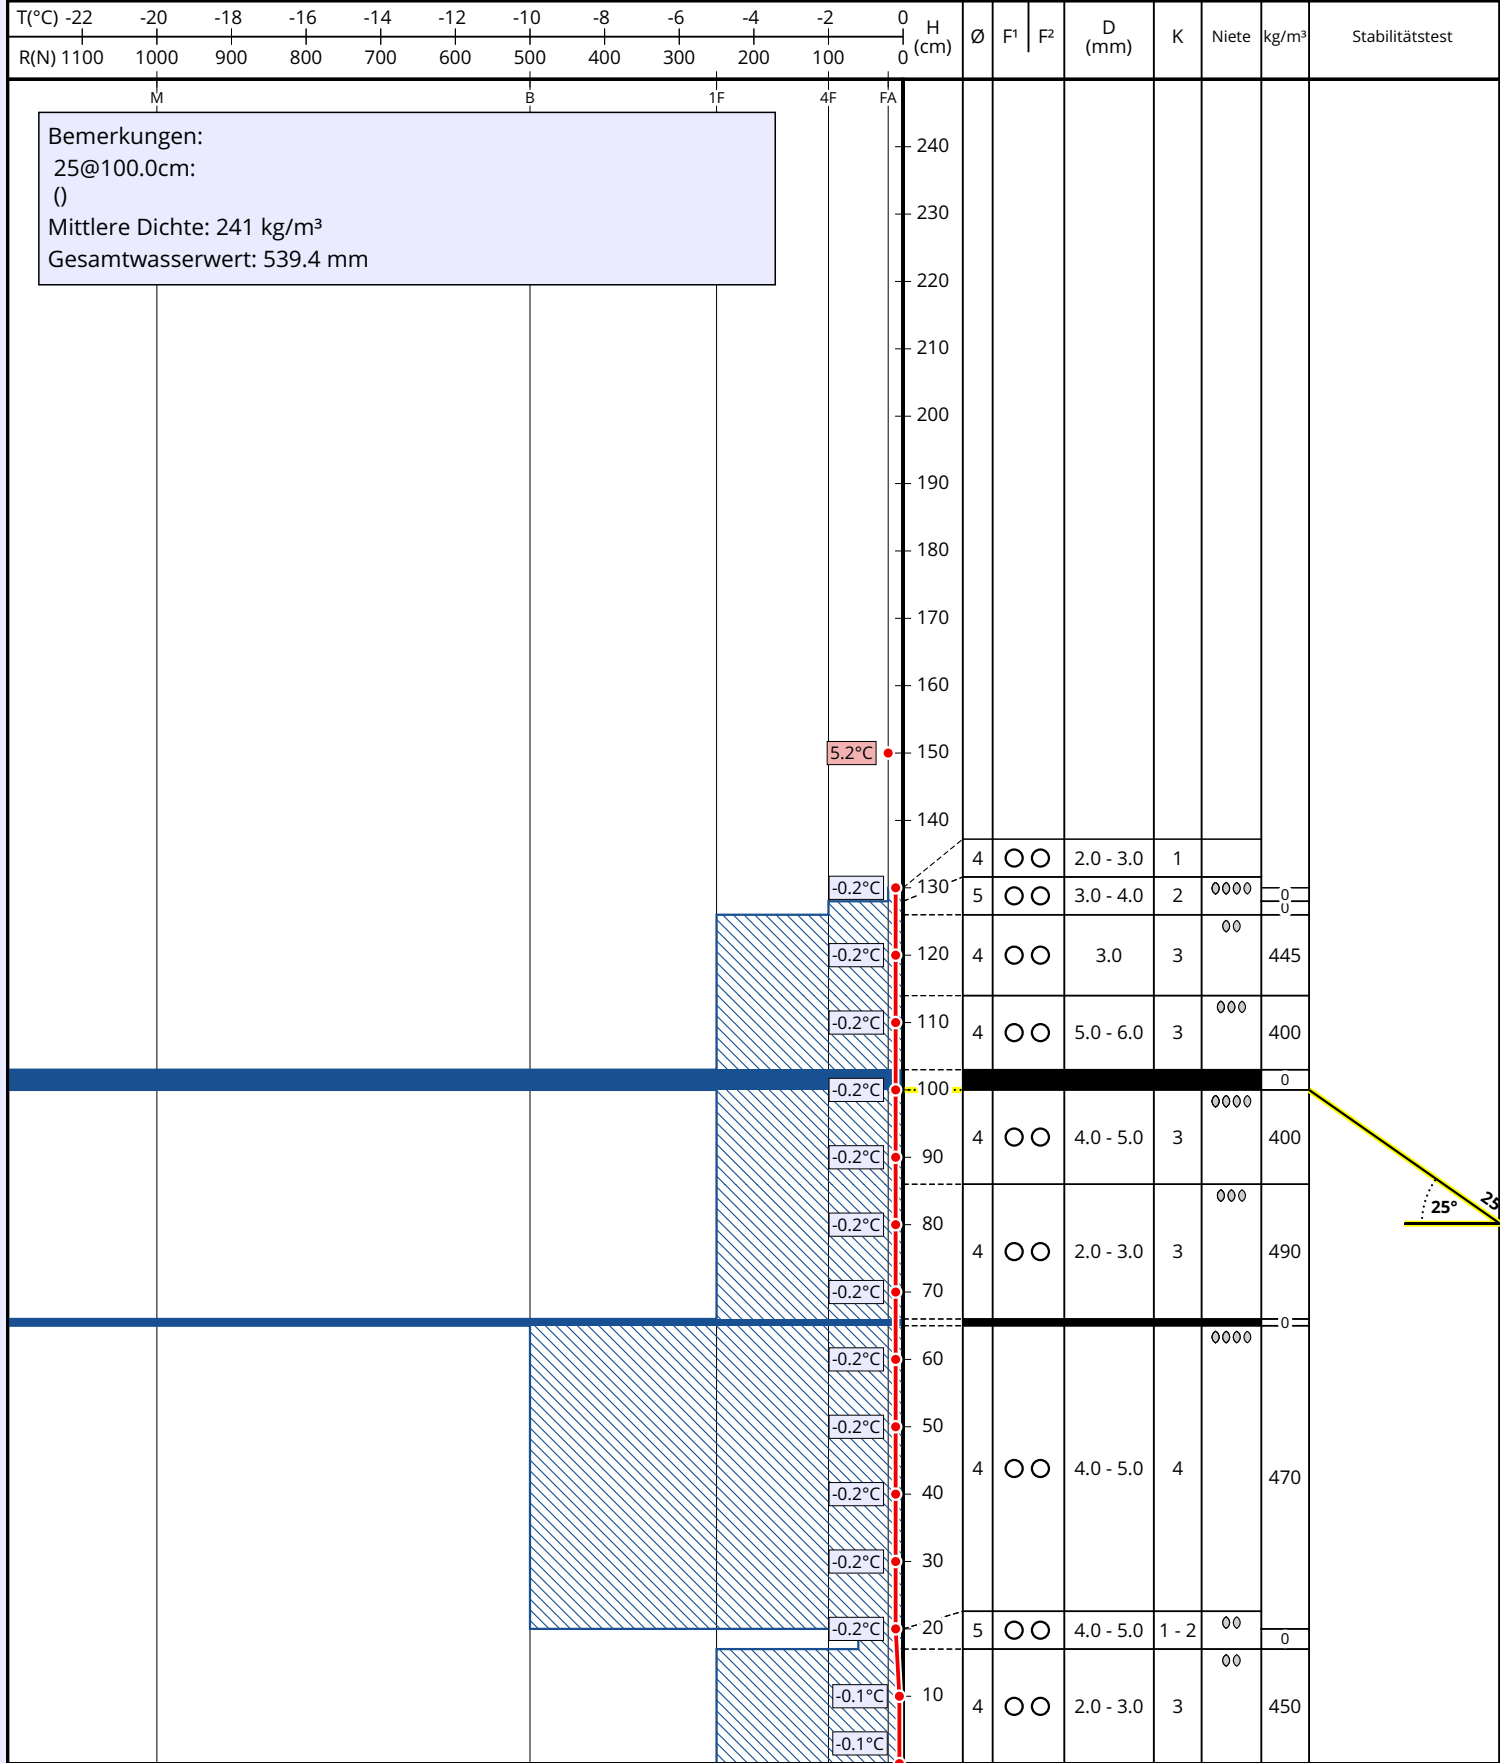 T(°C) -22 -20 -18 -16 -14 -12 -10 -8 -6 -4 -2 0
R(N) 1100 1000 900 800 700 600 500 400 300 200 100 0
H (cm) Ø F¹ F² D (mm) K Niete kg/m³ Stabilitätstest
M B 1F 4F FA
Bemerkungen:
25@100.0cm:
()
Mittlere Dichte: 241 kg/m³
Gesamtwasserwert: 539.4 mm
240
230
220
210
200
190
180
170
160
5.2°C 150
140
4 2.0 - 3.0 1
-0.2°C 130
5 3.0 - 4.0 2 0
0
-0.2°C 120 4 3.0 3 445
-0.2°C 110
4 5.0 - 6.0 3 400
0
-0.2°C 100
4 4.0 - 5.0 3 400
-0.2°C 90
25° 25
-0.2°C 80
4 2.0 - 3.0 3 490
-0.2°C 70
0
-0.2°C 60
-0.2°C 50
4 4.0 - 5.0 4 470
-0.2°C 40
-0.2°C 30
-0.2°C 20 5 4.0 - 5.0 1 - 2
0
-0.1°C 10
4 2.0 - 3.0 3 450
-0.1°C